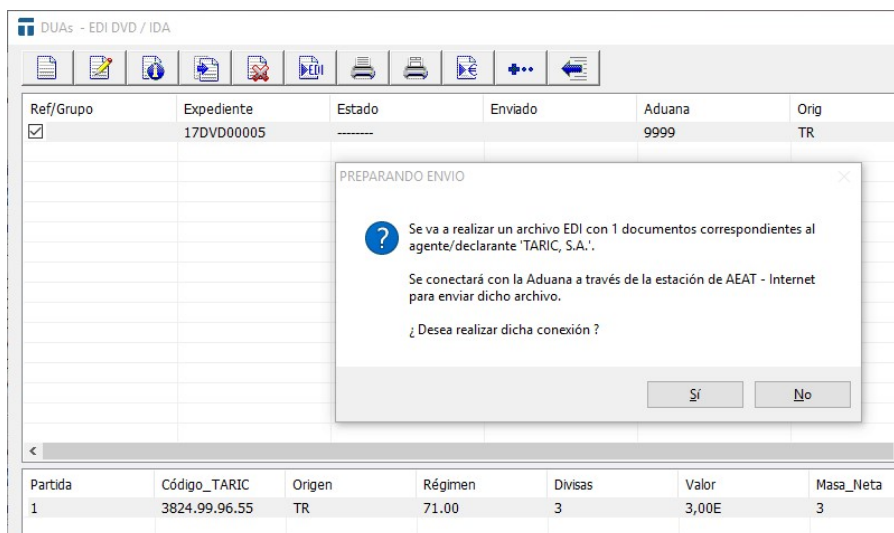 DUAs - EDI DVD / IDA
EDI
Ref/Grupo Expediente Estado Enviado Aduana Orig
17DVD00005 -------- 9999 TR
PREPARANDO ENVIO
Se va a realizar un archivo EDI con 1 documentos correspondientes al
agente/declarante 'TARIC, S.A.'.
Se conectará con la Aduana a través de la estación de AEAT - Internet
para enviar dicho archivo.
¿ Desea realizar dicha conexión ?
Sí No
Partida Código_TARIC Origen Régimen Divisas Valor Masa_Neta
1 3824.99.96.55 TR 71.00 3 3,00E 3